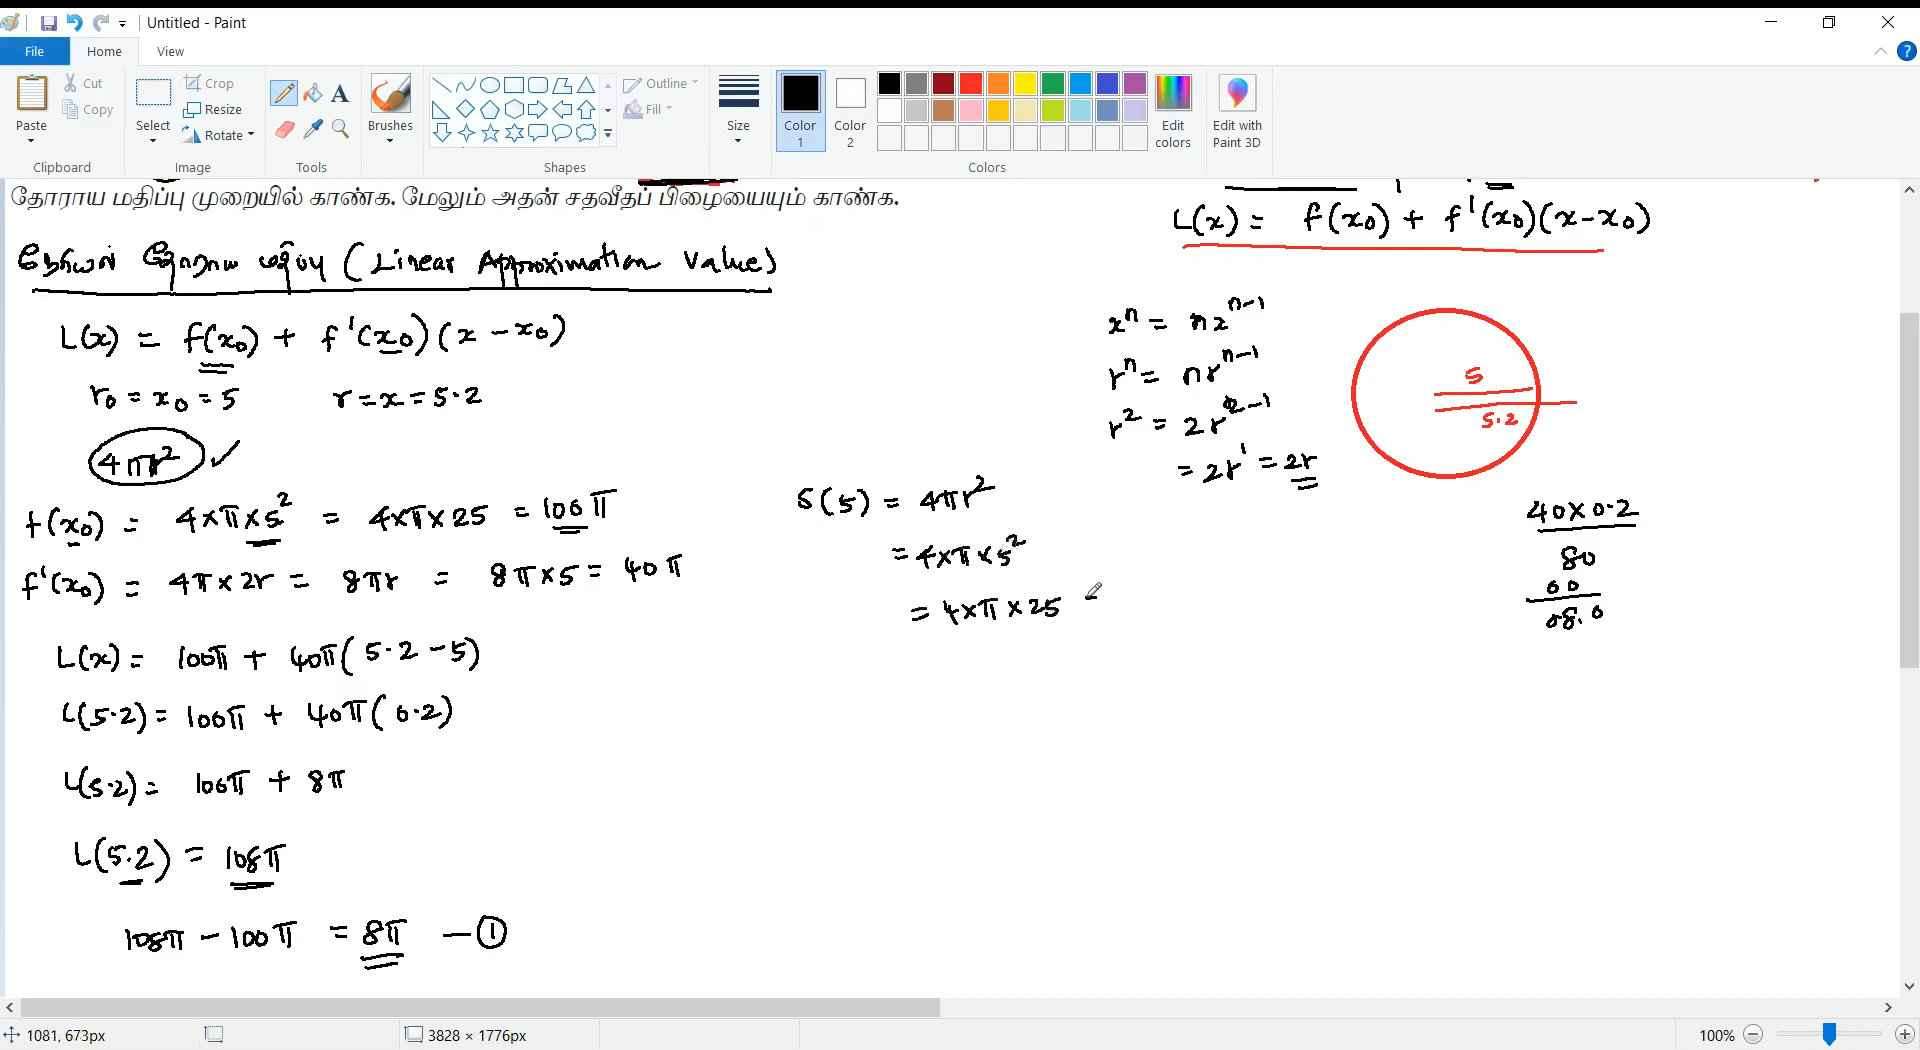 Untitled - Paint
File Home View
Cut
Copy
Paste
Clipboard
Select
Crop
Resize
Rotate
Image
Tools
Brushes
Shapes
Outline
Fill
Size
Color 1
Color 2
Edit colors
Edit with Paint 3D
Colors
தோராய மதிப்பு முறையில் காண்க. மேலும் அதன் சதவீதப் பிழையையும் காண்க.
நேரியல் தோராய மதிப்பு (Linear Approximation Value)
L(x) = f(x₀) + f'(x₀)(x-x₀)
r₀ = x₀ = 5 r = x = 5.2
4πr² ✓
f(x₀) = 4×π×5² = 4×π×25 = 100π
f'(x₀) = 4π×2r = 8πr = 8π×5 = 40π
L(x) = 100π + 40π(5.2-5)
L(5.2) = 100π + 40π(0.2)
L(5.2) = 100π + 8π
L(5.2) = 108π
108π - 100π = 8π - ①
S(5) = 4πr²
= 4×π×5²
= 4×π×25
L(x) = f(x₀) + f'(x₀)(x-x₀)
xⁿ = nxⁿ⁻¹
rⁿ = nrⁿ⁻¹
r² = 2r²⁻¹
= 2r¹ = 2r
5
5.2
40×0.2
80
00
08.0
1081, 673px
3828 × 1776px
100%